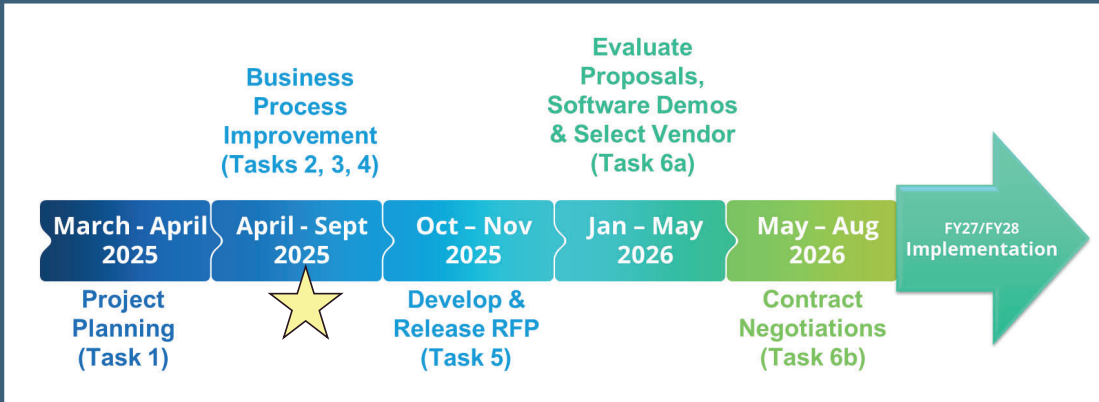 Business
Process
Improvement
(Tasks 2, 3, 4)
Evaluate
Proposals,
Software Demos
& Select Vendor
(Task 6a)
March - April
2025
April - Sept
2025
Oct – Nov
2025
Jan – May
2026
May – Aug
2026
FY27/FY28
Implementation
Project
Planning
(Task 1)
Develop &
Release RFP
(Task 5)
Contract
Negotiations
(Task 6b)